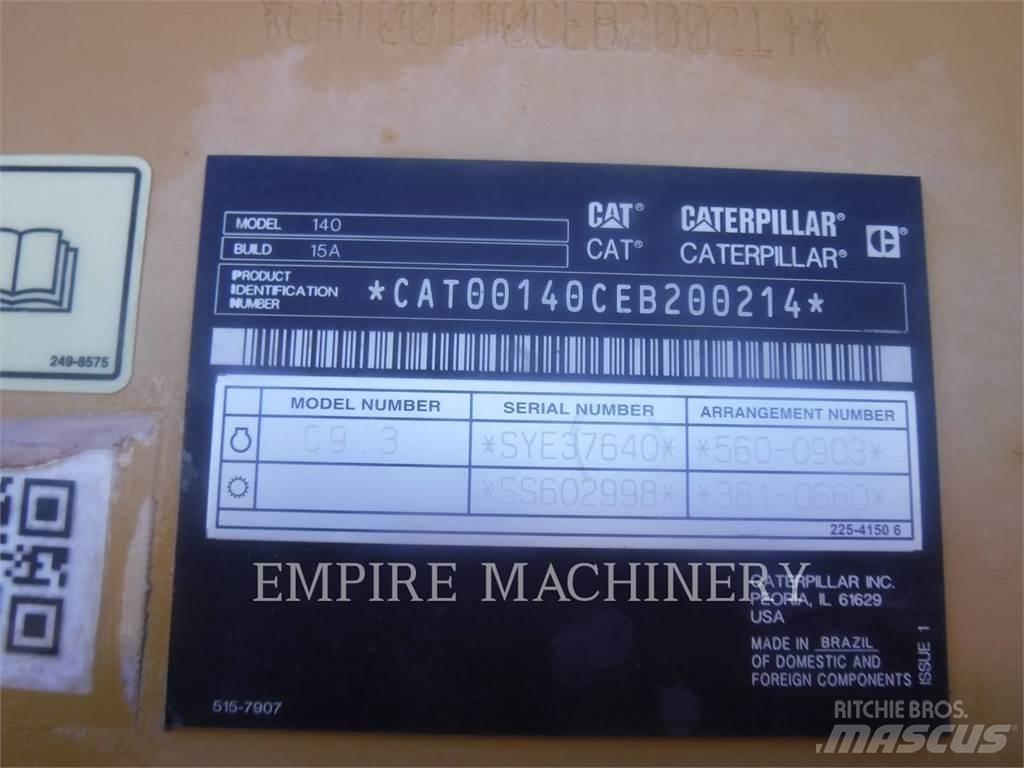 *CAT00140CEB200214*
MODEL 140
BUILD 15A
CAT® CATERPILLAR®
CAT® CATERPILLAR®
PRODUCT
IDENTIFICATION
NUMBER
*CAT00140CEB200214*
249-8575
MODEL NUMBER SERIAL NUMBER ARRANGEMENT NUMBER
C9.3 *SYE37640* *560-0903*
*SS602998* *381-0660*
225-4150 6
EMPIRE MACHINERY
CATERPILLAR INC.
PEORIA, IL 61629
USA
MADE IN BRAZIL
OF DOMESTIC AND
FOREIGN COMPONENTS
ISSUE 1
515-7907
RITCHIE BROS.
MASCUS